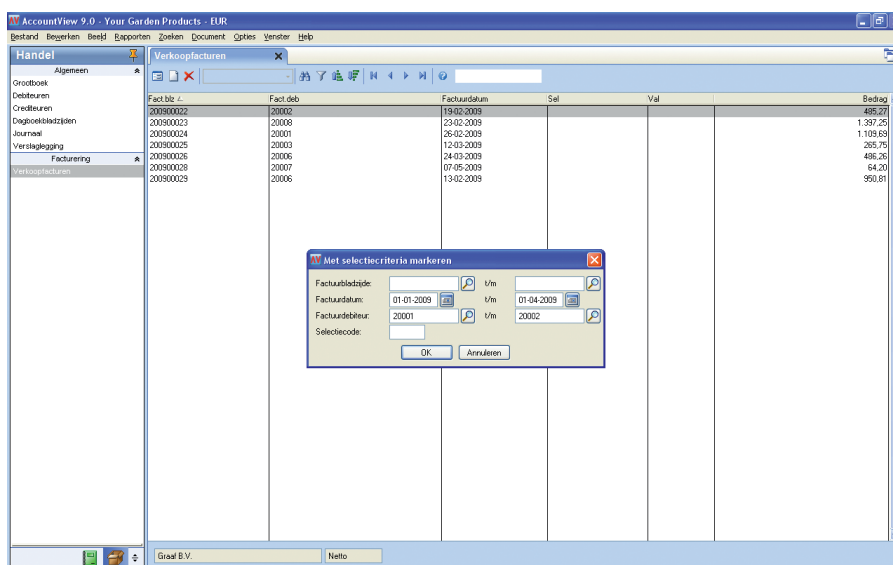 AccountView 9.0 - Your Garden Products - EUR
Bestand Bewerken Beeld Rapporten Zoeken Document Opties Venster Help
Handel
Algemeen
Grootboek
Debiteuren
Crediteuren
Dagboekbladzijden
Journaal
Verslaglegging
Facturering
Verkoopfacturen
Verkoopfacturen
Fact.blz Fact.deb Factuurdatum Sel Val Bedrag
200900022 20002 19-02-2009 485,27
200900023 20008 23-02-2009 1.397,25
200900024 20001 26-02-2009 1.109,69
200900025 20003 12-03-2009 265,75
200900026 20006 24-03-2009 486,26
200900028 20007 07-05-2009 64,20
200900029 20006 13-02-2009 950,81
Met selectiecriteria markeren
Factuurbladzijde: t/m
Factuurdatum: 01-01-2009 t/m 01-04-2009
Factuurdebiteur: 20001 t/m 20002
Selectiecode:
OK Annuleren
Graaf B.V. Netto